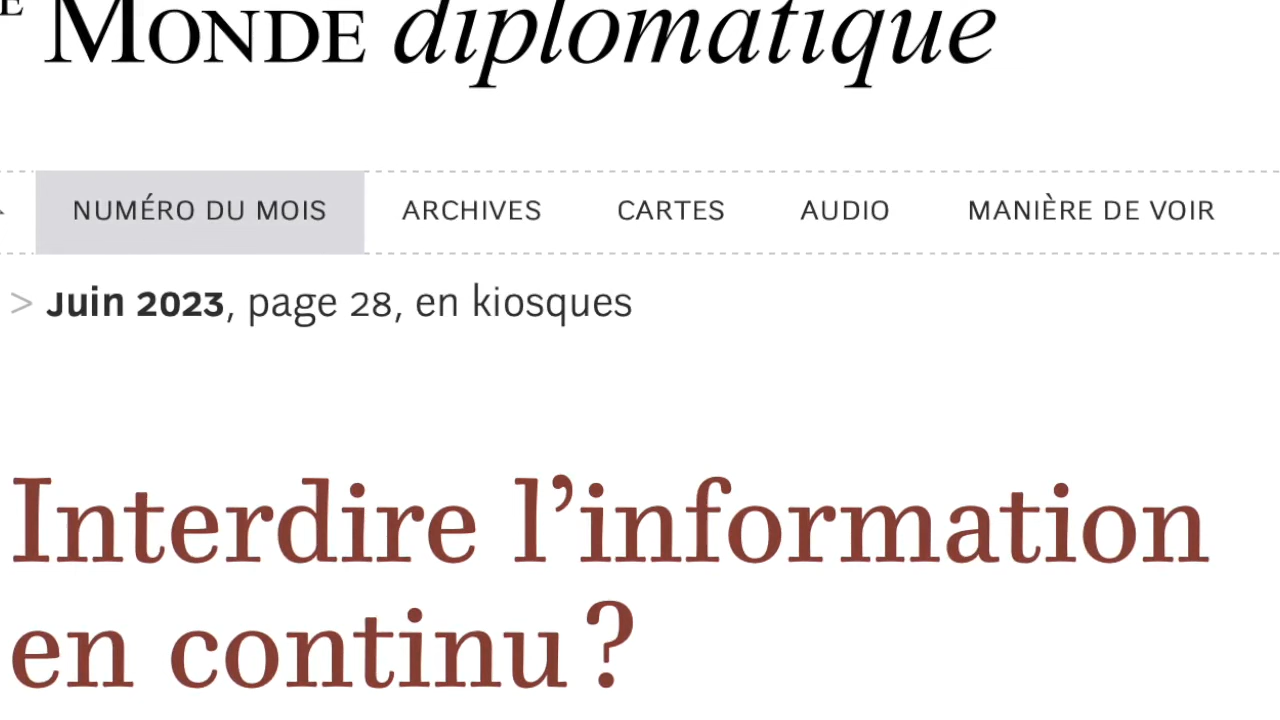 Monde diplomatique
NUMÉRO DU MOIS ARCHIVES CARTES AUDIO MANIÈRE DE VOIR
> Juin 2023, page 28, en kiosques
Interdire l’information
en continu ?